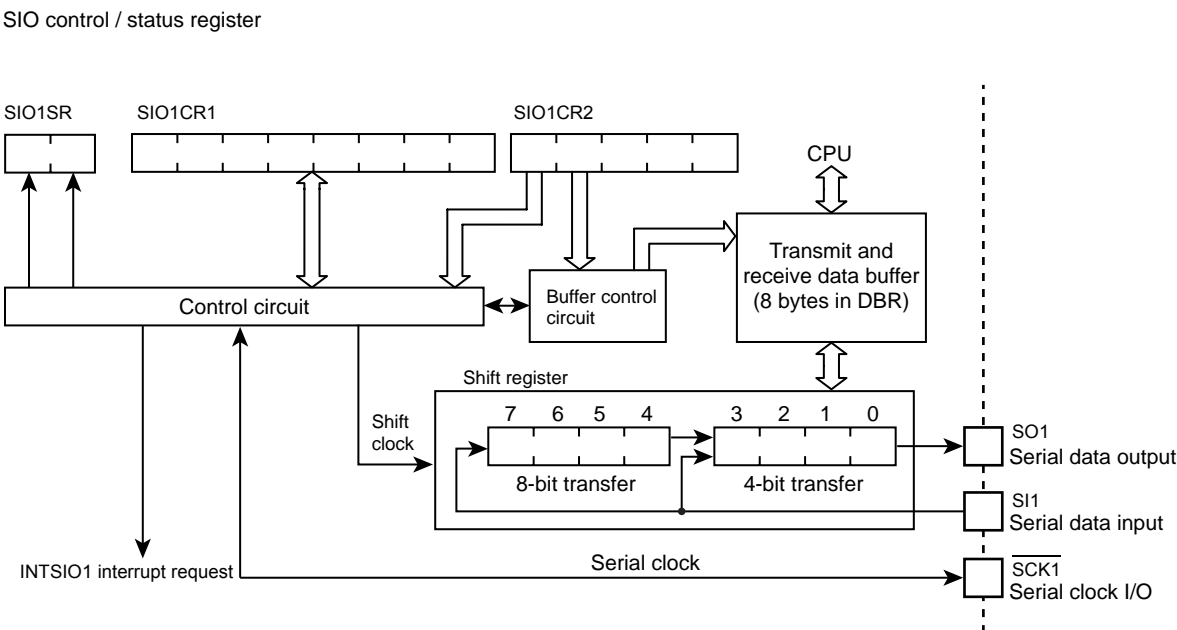 SIO control / status register
SIO1SR
SIO1CR1
SIO1CR2
CPU
Transmit and
receive data buffer
(8 bytes in DBR)
Control circuit
Buffer control
circuit
Shift register
Shift
clock
7 6 5 4
3 2 1 0
8-bit transfer
4-bit transfer
SO1
Serial data output
SI1
Serial data input
INTSIO1 interrupt request
Serial clock
SCK1
Serial clock I/O